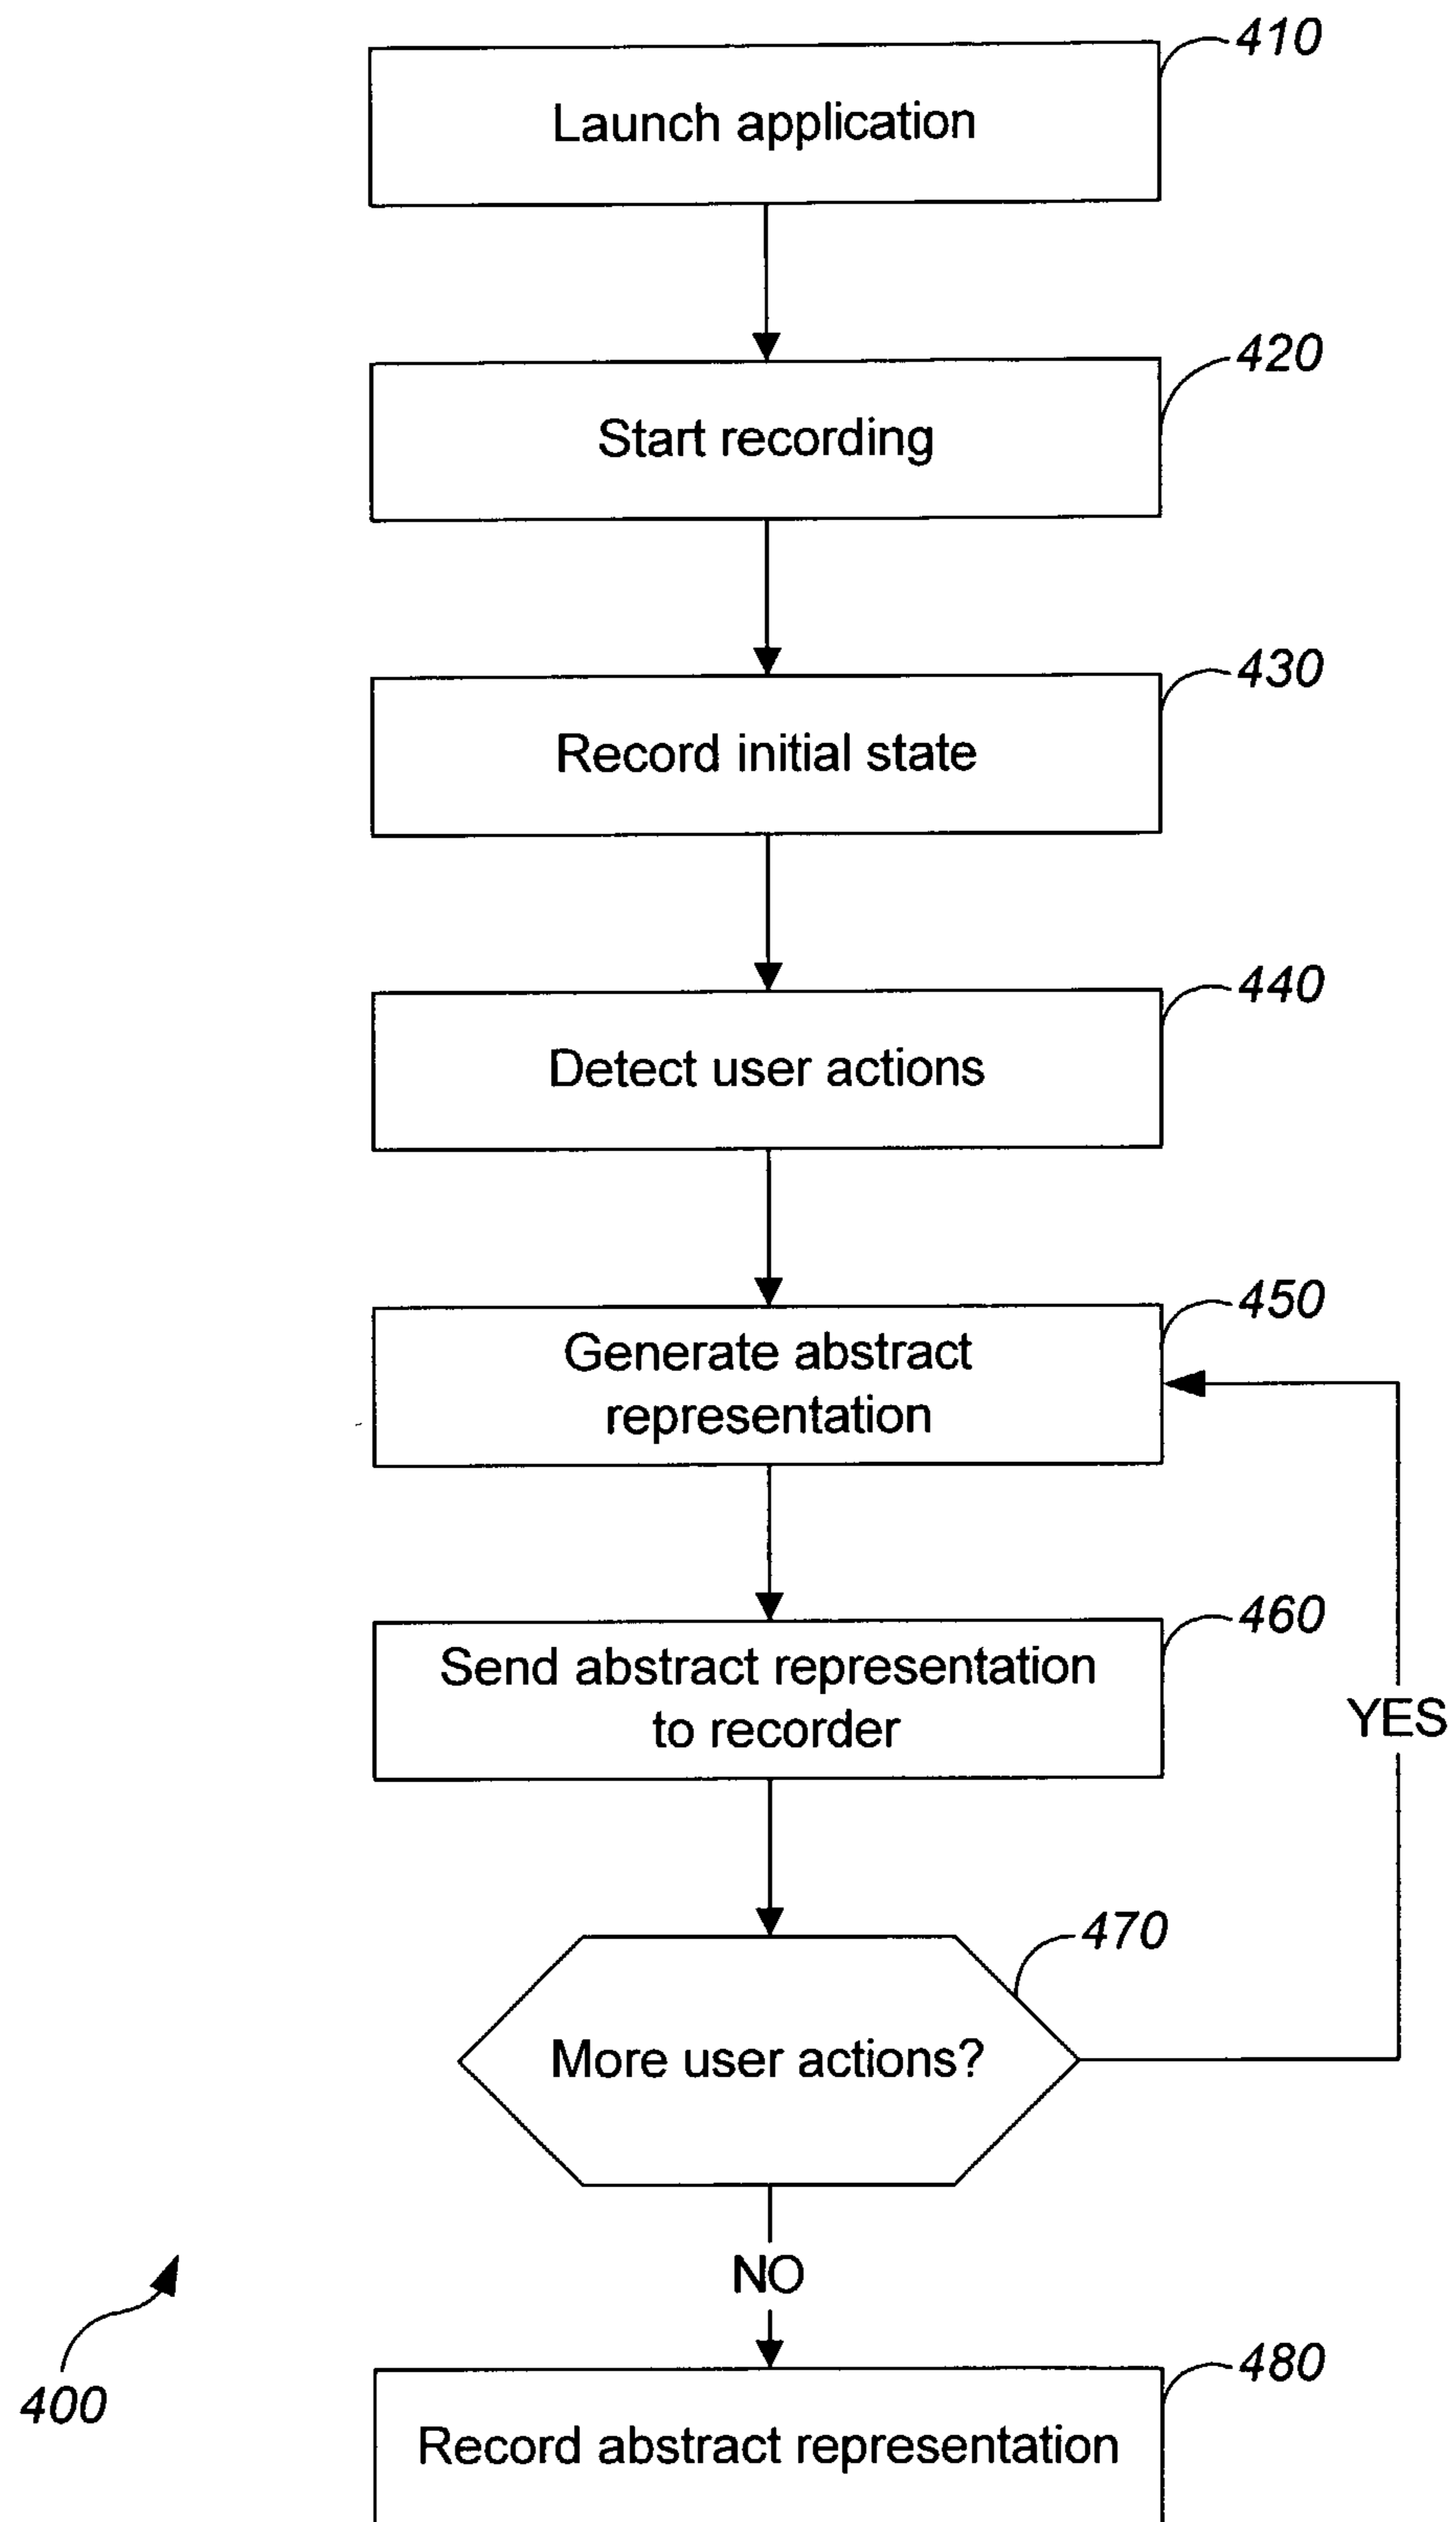 410
Launch application
420
Start recording
430
Record initial state
440
Detect user actions
450
Generate abstract
representation
460
Send abstract representation
to recorder
YES
470
More user actions?
NO
480
400
Record abstract representation